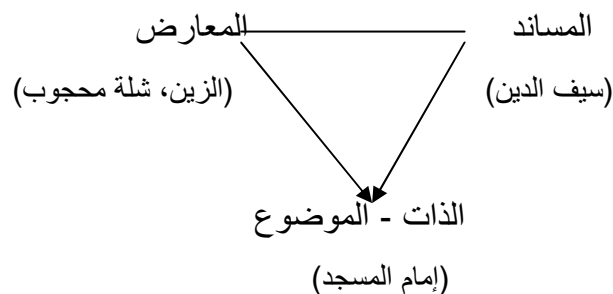 المساند المعارض
(سيف الدين) (الزين، شلة محجوب)
الذات - الموضوع
(إمام المسجد)